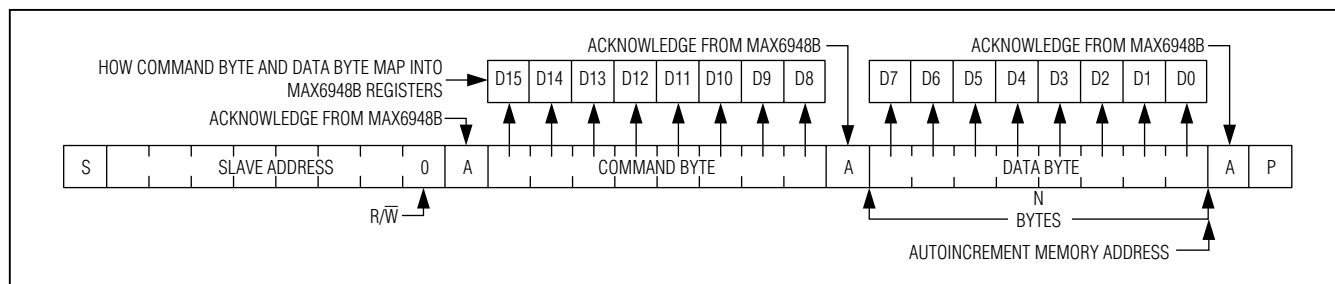 ACKNOWLEDGE FROM MAX6948B
ACKNOWLEDGE FROM MAX6948B
HOW COMMAND BYTE AND DATA BYTE MAP INTO
MAX6948B REGISTERS
D15 D14 D13 D12 D11 D10 D9 D8
D7 D6 D5 D4 D3 D2 D1 D0
ACKNOWLEDGE FROM MAX6948B
S SLAVE ADDRESS 0 A COMMAND BYTE A DATA BYTE A P
R/W̅
N
BYTES
AUTOINCREMENT MEMORY ADDRESS